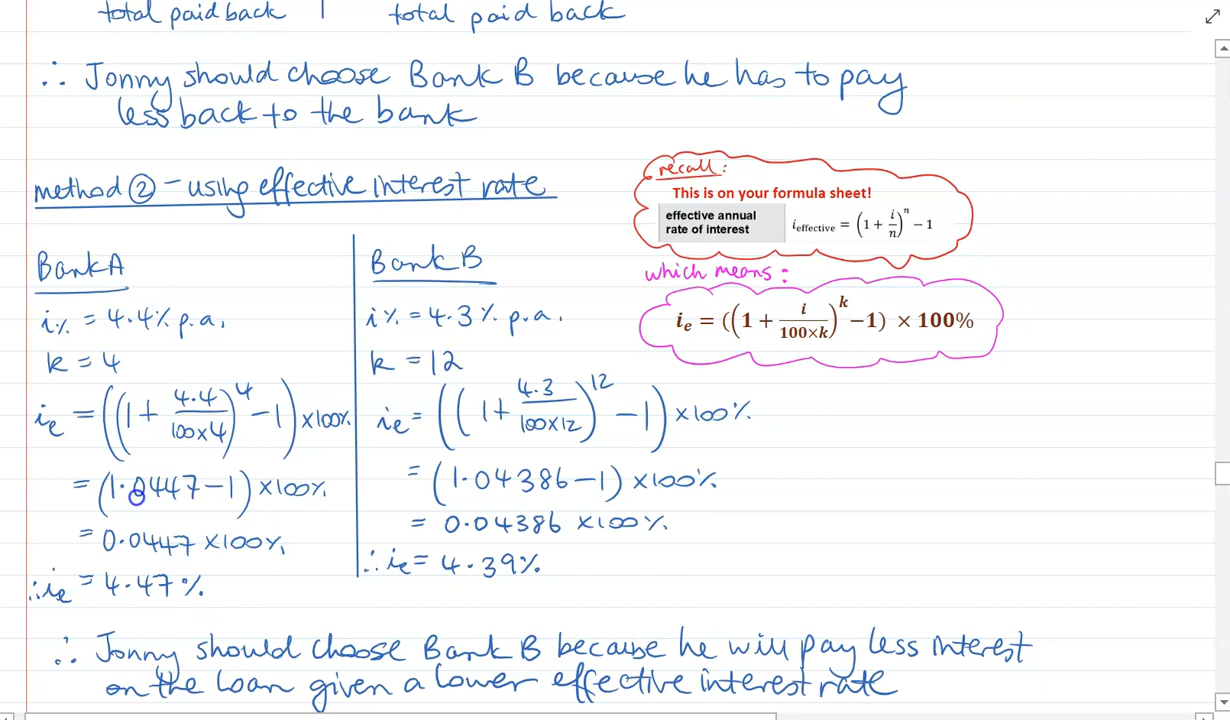 total paid back | total paid back
∴ Jonny should choose Bank B because he has to pay
less back to the bank
method ② - using effective interest rate
recall:
This is on your formula sheet!
effective annual rate of interest
i effective = (1 + i/n)^n − 1
which means:
i_e = ((1 + i/(100×k))^k − 1) × 100%
Bank A
i% = 4.4% p.a.
k = 4
i_e = ((1 + 4.4/(100×4))^4 − 1) × 100%
= (1.0447 − 1) × 100%
= 0.0447 × 100%
∴ i_e = 4.47%
Bank B
i% = 4.3% p.a.
k = 12
i_e = ((1 + 4.3/(100×12))^12 − 1) × 100%
= (1.04386 − 1) × 100%
= 0.04386 × 100%
∴ i_e = 4.39%
∴ Jonny should choose Bank B because he will pay less interest
on the loan given a lower effective interest rate